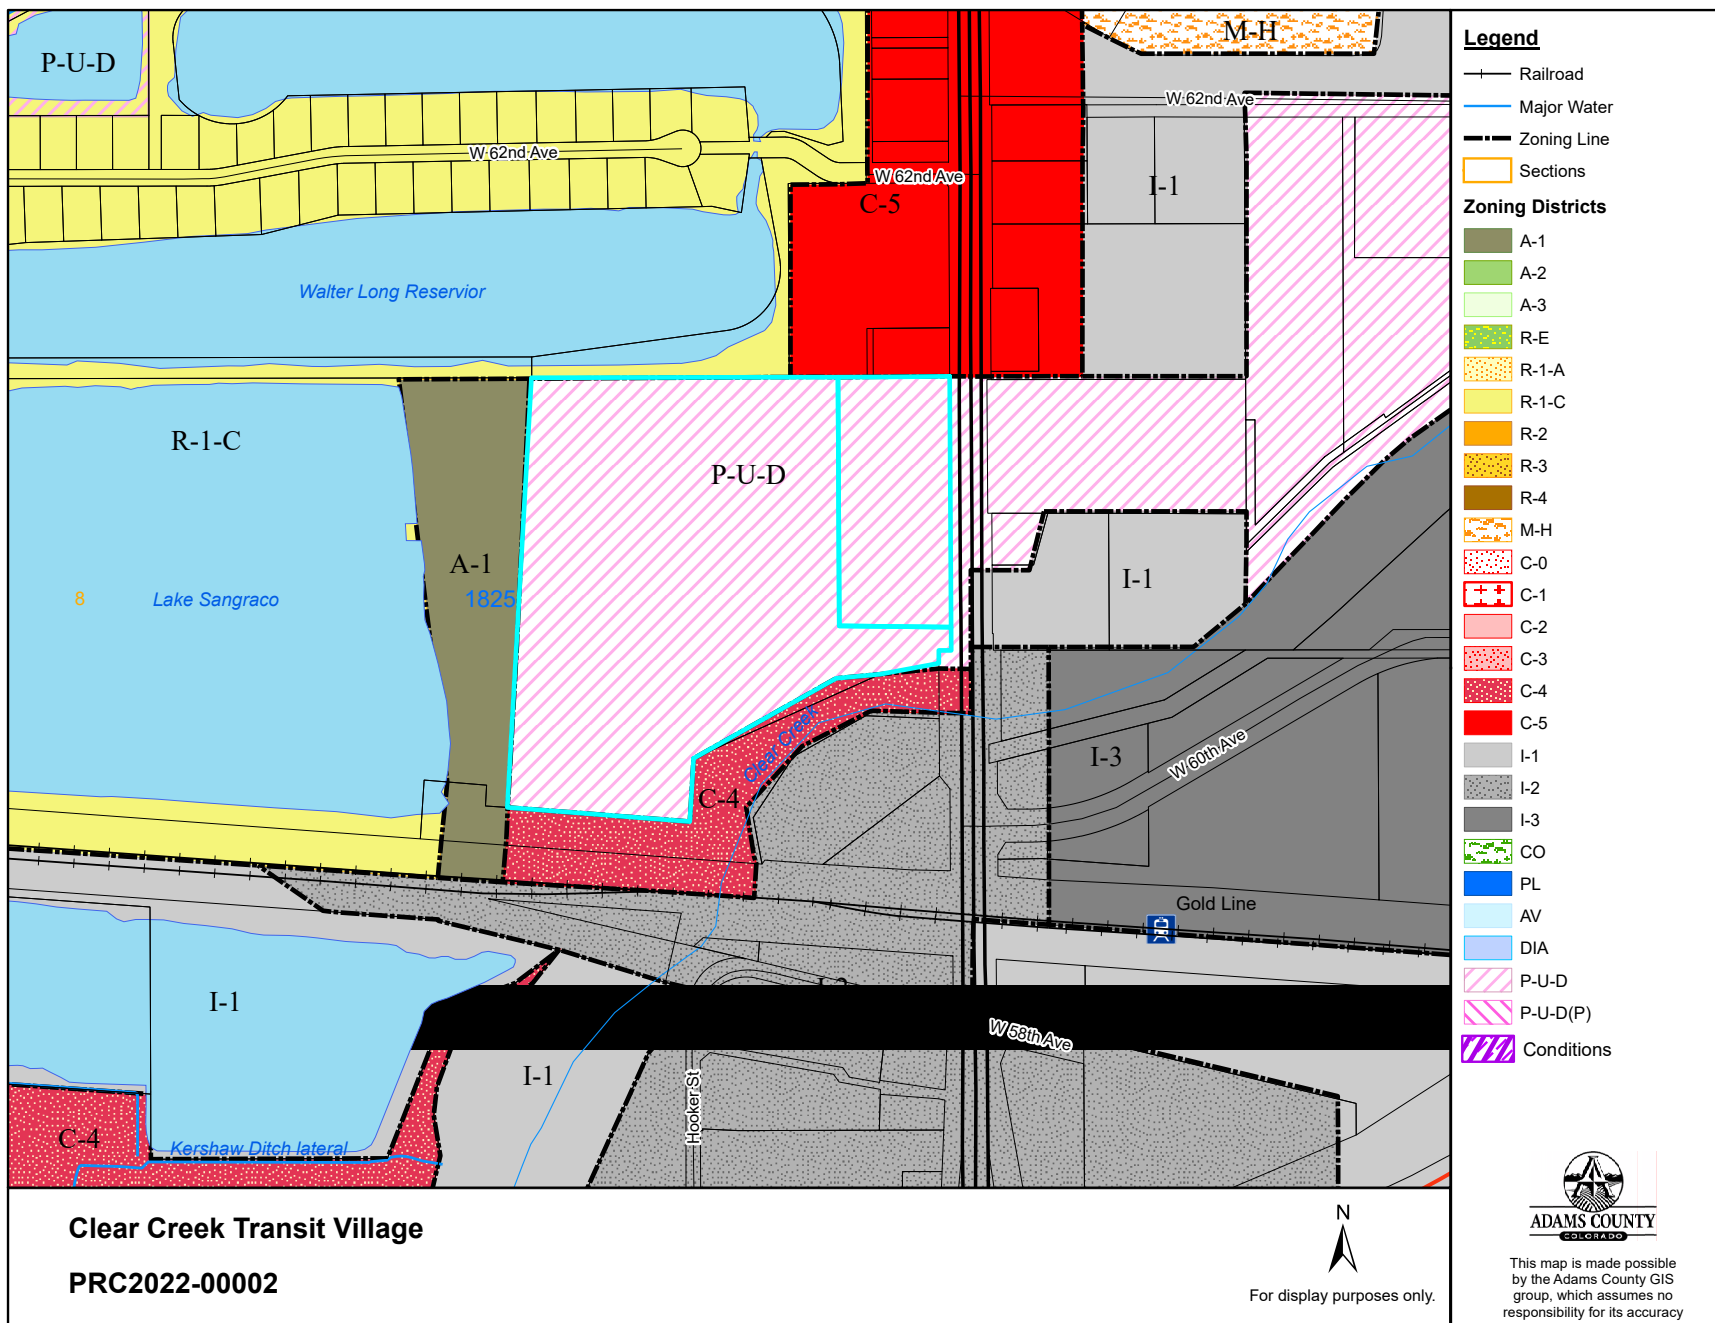 P-U-D
M-H
W 62nd Ave
W 62nd Ave
W 62nd Ave
I-1
C-5
Walter Long Reservior
R-1-C
P-U-D
A-1
I-1
8
Lake Sangraco
1825
Clear Creek
W 60th Ave
I-3
C-4
Gold Line
I-1
W 58th Ave
I-1
Hooker St
C-4
Kershaw Ditch lateral
Legend
Railroad
Major Water
Zoning Line
Sections
Zoning Districts
A-1
A-2
A-3
R-E
R-1-A
R-1-C
R-2
R-3
R-4
M-H
C-0
C-1
C-2
C-3
C-4
C-5
I-1
I-2
I-3
CO
PL
AV
DIA
P-U-D
P-U-D(P)
Conditions
ADAMS COUNTY
COLORADO
This map is made possible
by the Adams County GIS
group, which assumes no
responsibility for its accuracy
Clear Creek Transit Village
PRC2022-00002
N
For display purposes only.